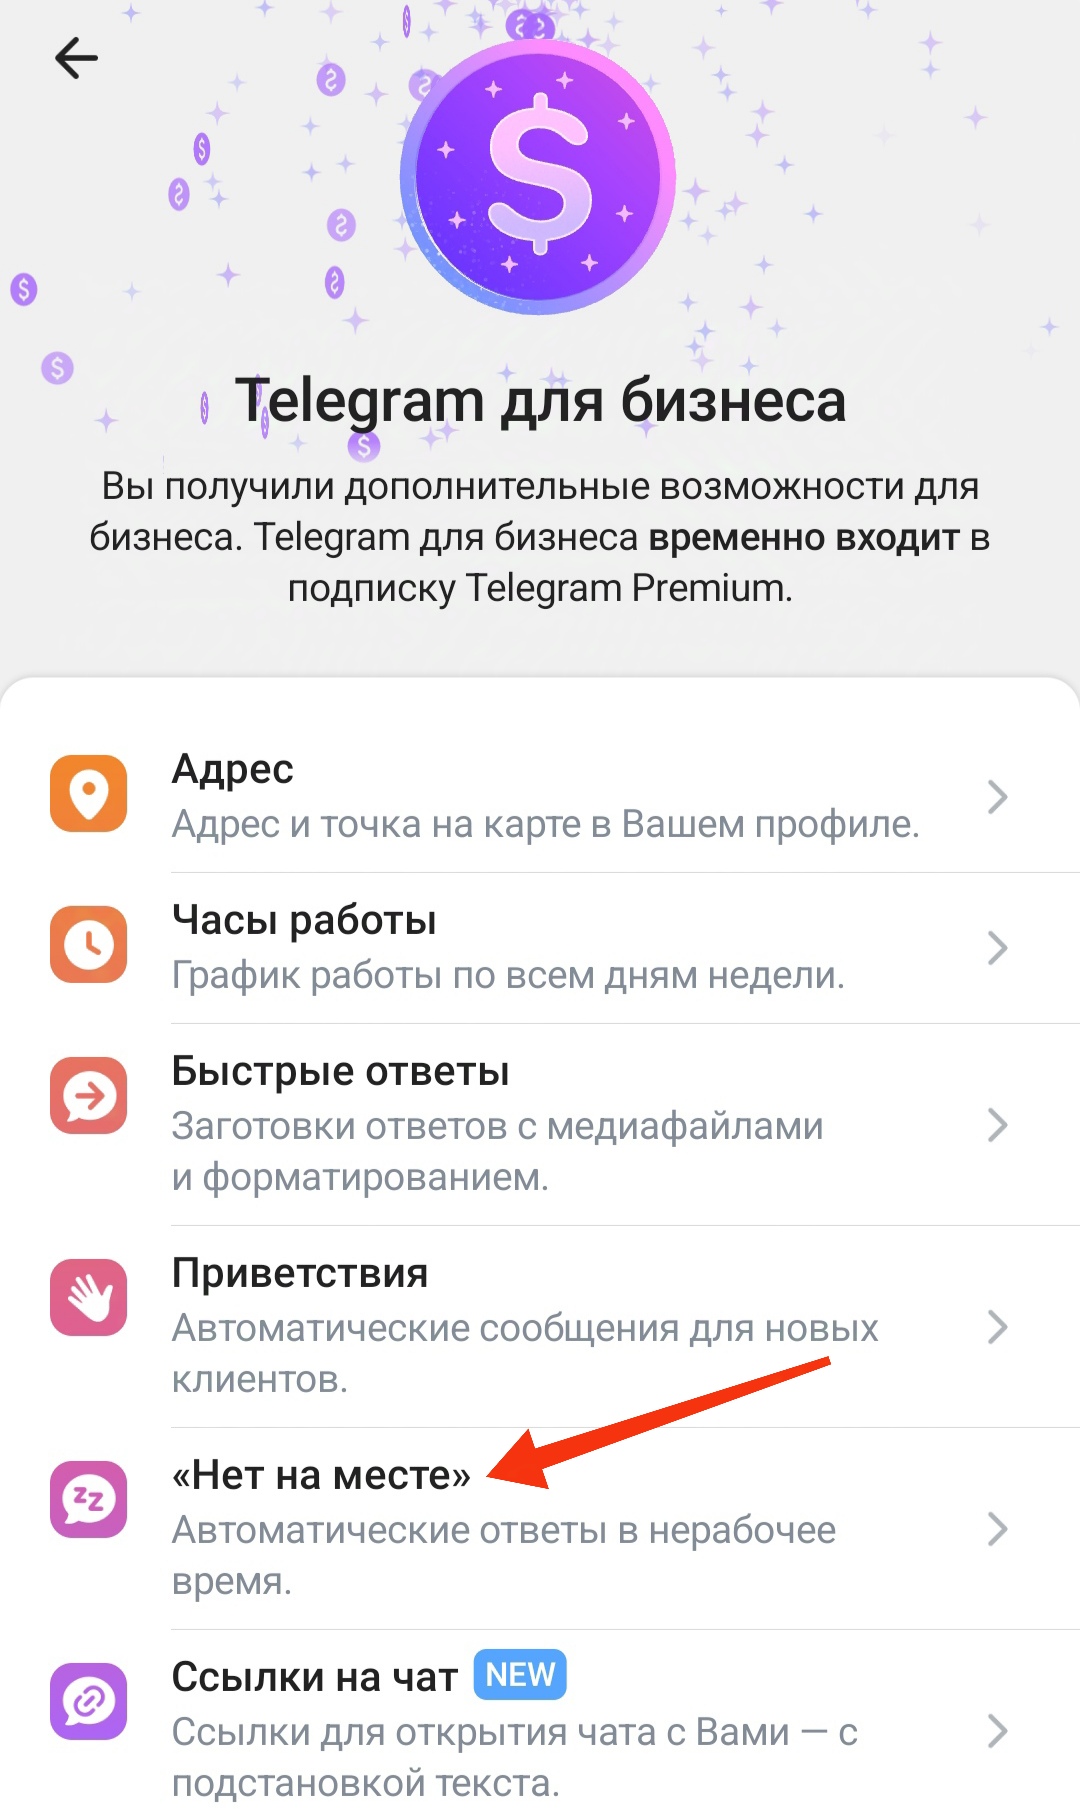 Telegram для бизнеса
Вы получили дополнительные возможности для
бизнеса. Telegram для бизнеса временно входит в
подписку Telegram Premium.
Адрес
Адрес и точка на карте в Вашем профиле.
Часы работы
График работы по всем дням недели.
Быстрые ответы
Заготовки ответов с медиафайлами
и форматированием.
Приветствия
Автоматические сообщения для новых
клиентов.
«Нет на месте»
Автоматические ответы в нерабочее
время.
Ссылки на чат NEW
Ссылки для открытия чата с Вами — с
подстановкой текста.